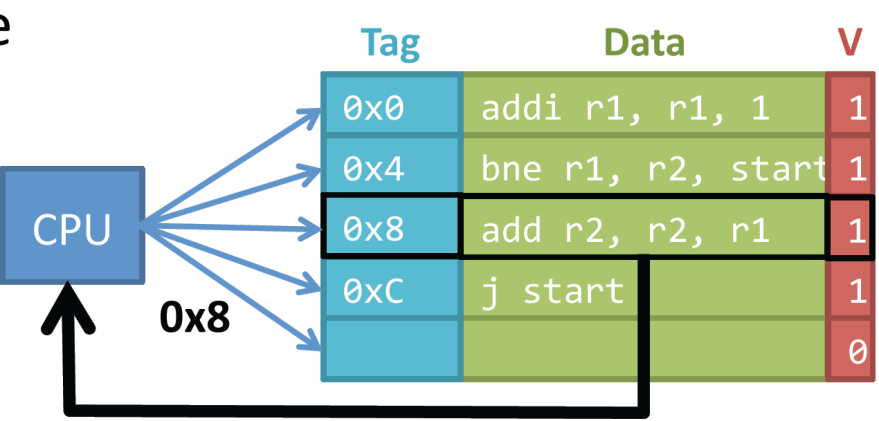 e
Tag Data V
0x0 addi r1, r1, 1 1
0x4 bne r1, r2, start 1
CPU 0x8 add r2, r2, r1 1
0xC j start 1
0x8
0